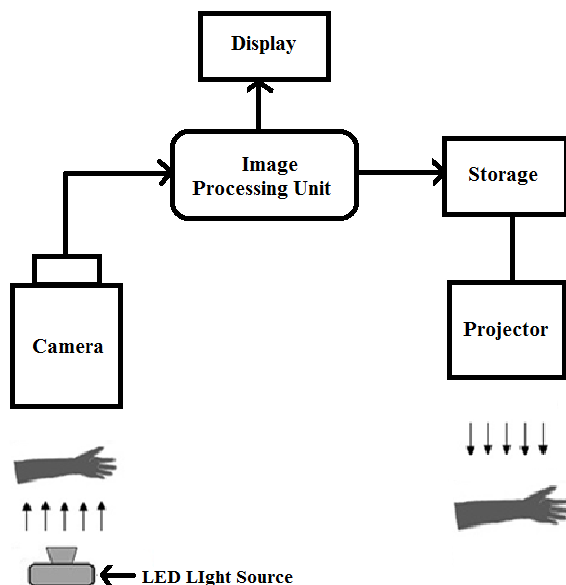 Display
Image
Processing Unit
Storage
Camera
Projector
LED LIght Source